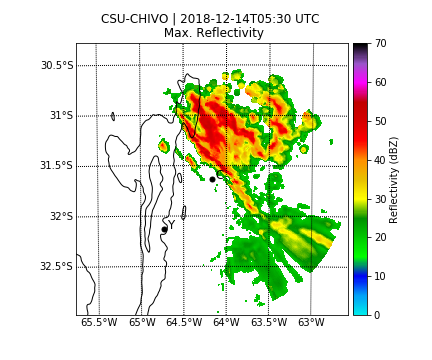 CSU-CHIVO | 2018-12-14T05:30 UTC
Max. Reflectivity
30.5°S
31°S
31.5°S
32°S
32.5°S
65.5°W 65°W 64.5°W 64°W 63.5°W 63°W
C
Y
70
60
50
40
30
20
10
0
Reflectivity (dBZ)